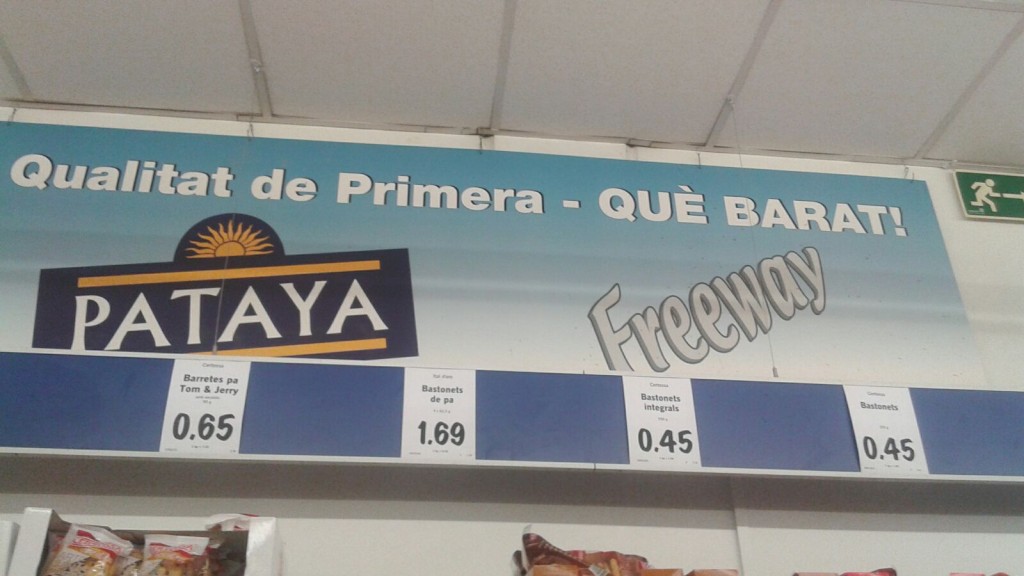 Qualitat de Primera - QUÈ BARAT!
PATAYA
Freeway
Barretes pa
Tom & Jerry
0.65
Bastonets
de pa
1.69
Bastonets
integrals
0.45
Bastonets
0.45